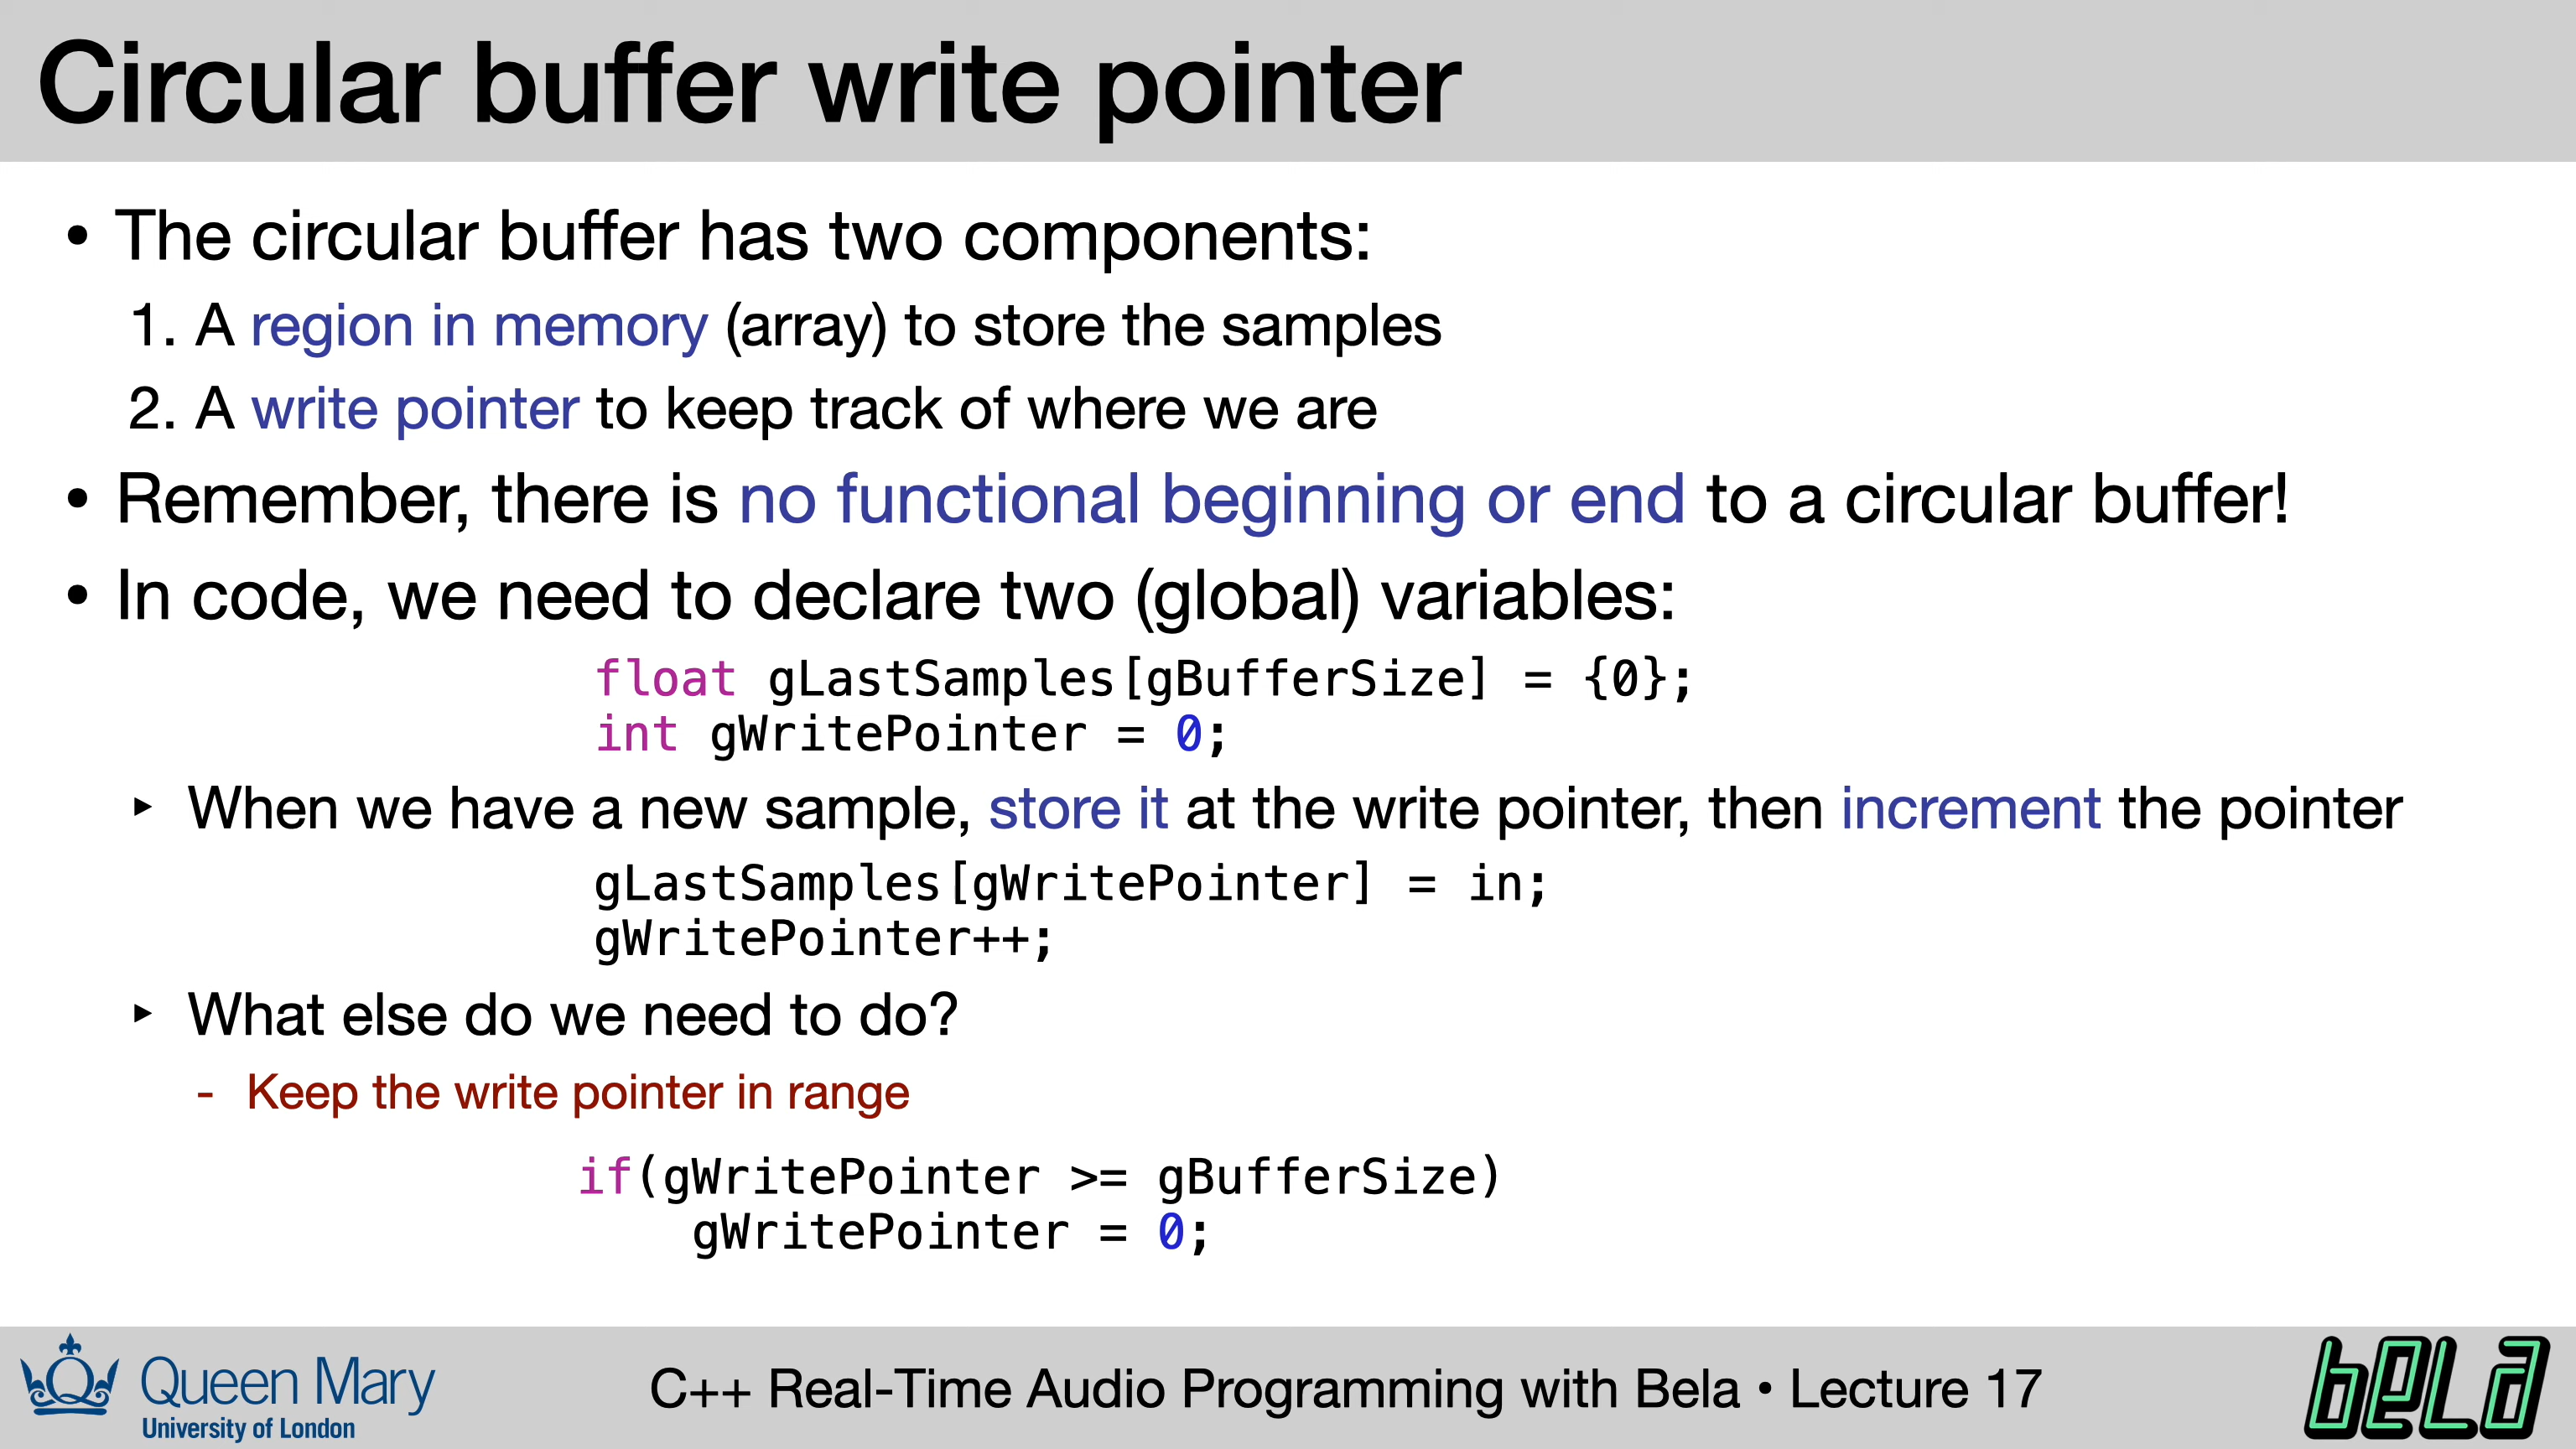 Circular buffer write pointer
• The circular buffer has two components:
1. A region in memory (array) to store the samples
2. A write pointer to keep track of where we are
• Remember, there is no functional beginning or end to a circular buffer!
• In code, we need to declare two (global) variables:
float gLastSamples[gBufferSize] = {0};
int gWritePointer = 0;
‣ When we have a new sample, store it at the write pointer, then increment the pointer
gLastSamples[gWritePointer] = in;
gWritePointer++;
‣ What else do we need to do?
- Keep the write pointer in range
if(gWritePointer >= gBufferSize)
    gWritePointer = 0;
Queen Mary
University of London
C++ Real-Time Audio Programming with Bela • Lecture 17
bela